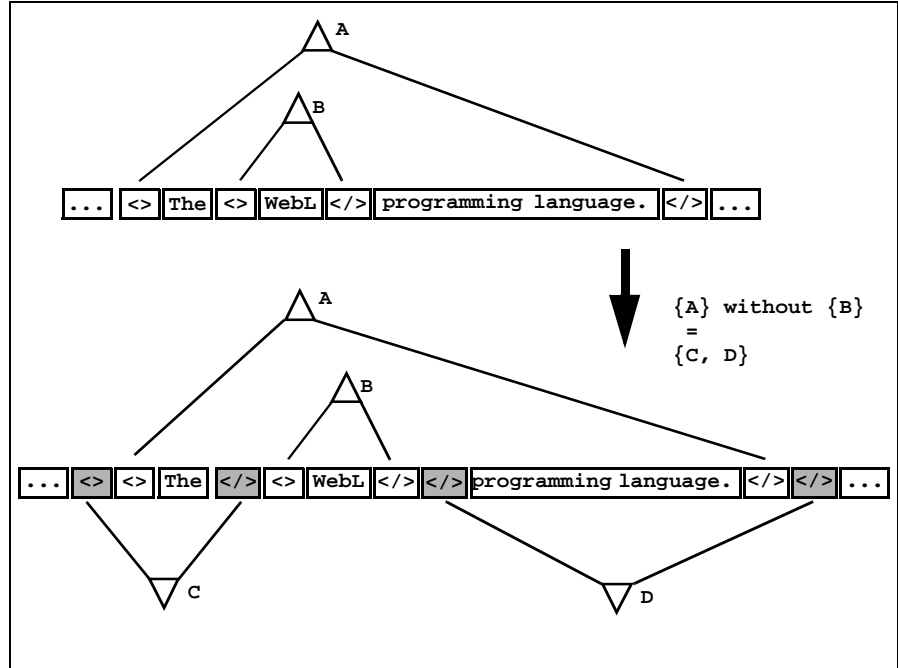 A
B
... <> The <> WebL </> programming language. </> ...
{A} without {B}
=
{C, D}
A
B
... <> <> The </> <> WebL </> </> programming language. </> </> ...
C
D